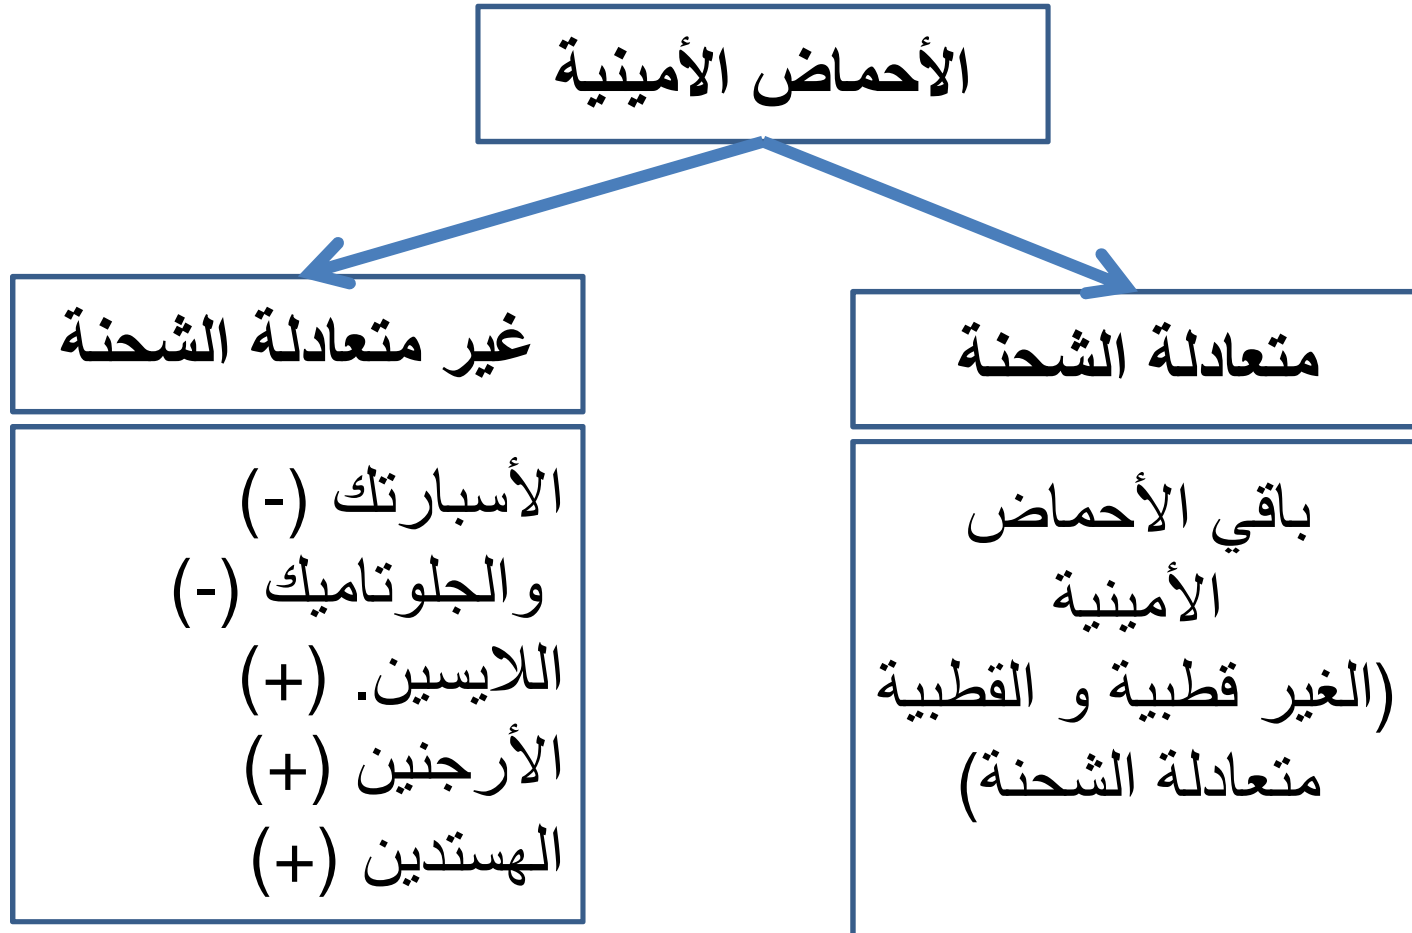 الأحماض الأمينية
متعادلة الشحنة
باقي الأحماض
الأمينية
(الغير قطبية و القطبية
متعادلة الشحنة)
غير متعادلة الشحنة
الأسبارتك (-)
والجلوتاميك (-)
اللايسين. (+)
الأرجنين (+)
الهستدين (+)